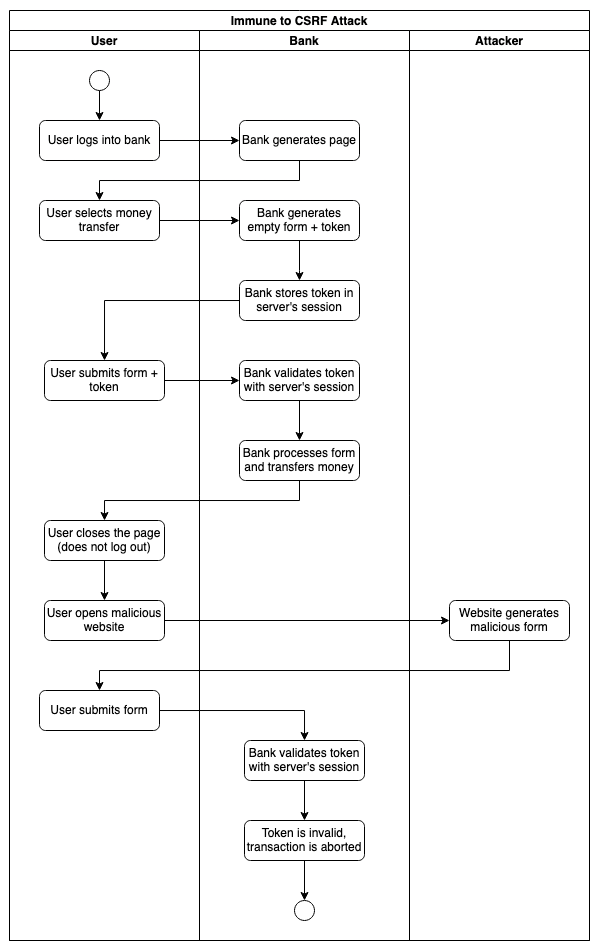 Immune to CSRF Attack
User
Bank
Attacker
User logs into bank
Bank generates page
User selects money
transfer
Bank generates
empty form + token
Bank stores token in
server's session
User submits form +
token
Bank validates token
with server's session
Bank processes form
and transfers money
User closes the page
(does not log out)
User opens malicious
website
Website generates
malicious form
User submits form
Bank validates token
with server's session
Token is invalid,
transaction is aborted